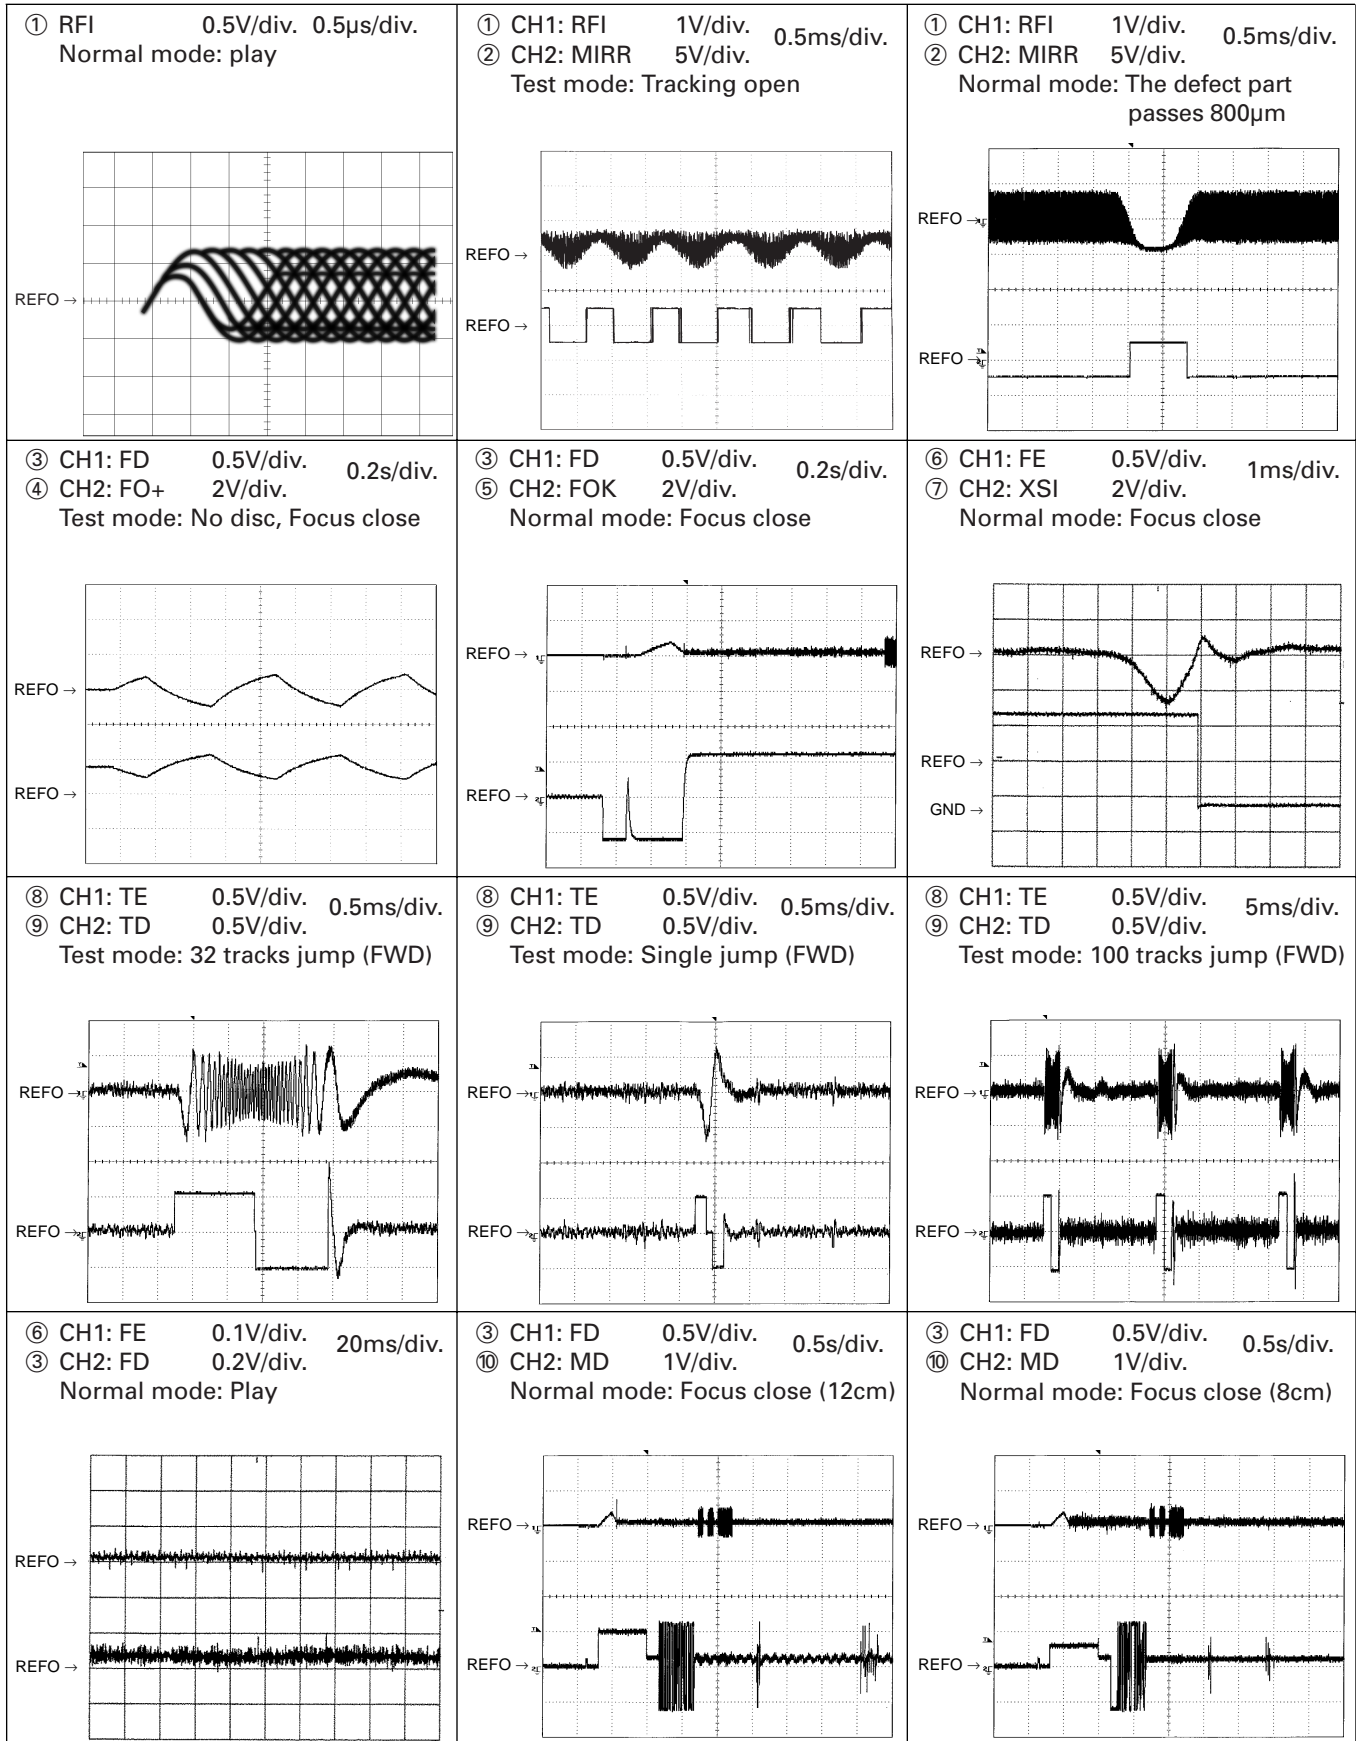 ① RFI 0.5V/div. 0.5µs/div.
Normal mode: play
REFO →
① CH1: RFI 1V/div. 0.5ms/div.
② CH2: MIRR 5V/div.
Test mode: Tracking open
REFO →
REFO →
① CH1: RFI 1V/div. 0.5ms/div.
② CH2: MIRR 5V/div.
Normal mode: The defect part
passes 800µm
REFO →
REFO →
③ CH1: FD 0.5V/div. 0.2s/div.
④ CH2: FO+ 2V/div.
Test mode: No disc, Focus close
REFO →
REFO →
③ CH1: FD 0.5V/div. 0.2s/div.
⑤ CH2: FOK 2V/div.
Normal mode: Focus close
REFO →
REFO →
⑥ CH1: FE 0.5V/div. 1ms/div.
⑦ CH2: XSI 2V/div.
Normal mode: Focus close
REFO →
REFO →
GND →
⑧ CH1: TE 0.5V/div. 0.5ms/div.
⑨ CH2: TD 0.5V/div.
Test mode: 32 tracks jump (FWD)
REFO →
REFO →
⑧ CH1: TE 0.5V/div. 0.5ms/div.
⑨ CH2: TD 0.5V/div.
Test mode: Single jump (FWD)
REFO →
REFO →
⑧ CH1: TE 0.5V/div. 5ms/div.
⑨ CH2: TD 0.5V/div.
Test mode: 100 tracks jump (FWD)
REFO →
REFO →
⑥ CH1: FE 0.1V/div. 20ms/div.
③ CH2: FD 0.2V/div.
Normal mode: Play
REFO →
REFO →
③ CH1: FD 0.5V/div. 0.5s/div.
⑩ CH2: MD 1V/div.
Normal mode: Focus close (12cm)
REFO →
REFO →
③ CH1: FD 0.5V/div. 0.5s/div.
⑩ CH2: MD 1V/div.
Normal mode: Focus close (8cm)
REFO →
REFO →